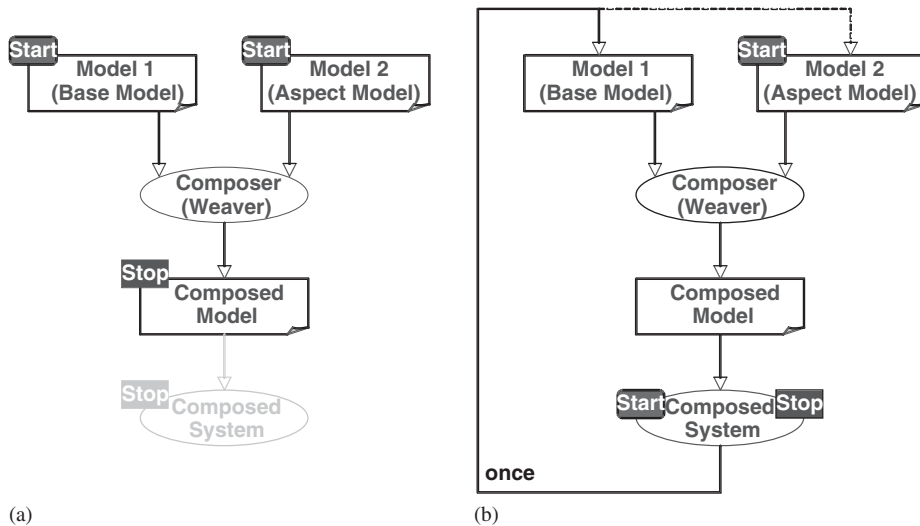 Start
Model 1
(Base Model)
Start
Model 2
(Aspect Model)
Composer
(Weaver)
Stop
Composed
Model
Stop
Composed
System
(a)
Model 1
(Base Model)
Start
Model 2
(Aspect Model)
Composer
(Weaver)
Composed
Model
Start
Composed
System
Stop
once
(b)